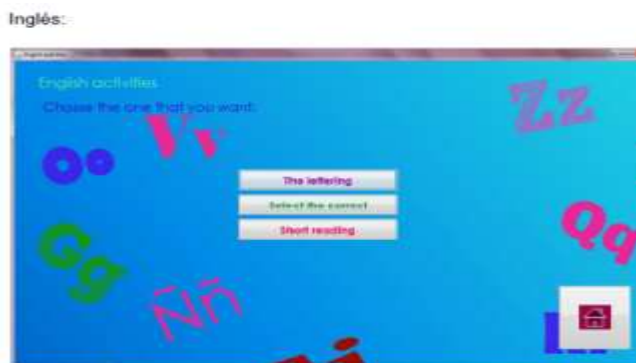 Inglés:
English activities
Choose the one that you want:
Vv
Zz
Oo
The lettering
Select the correct
Short reading
Gg
Qq
Ññ